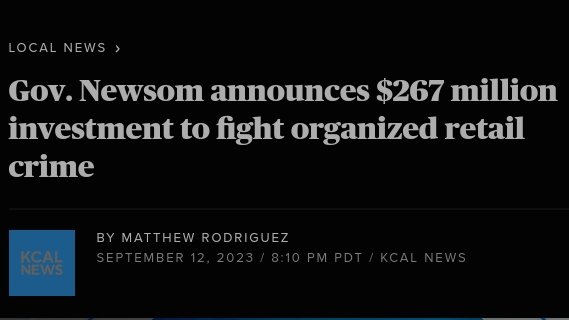 LOCAL NEWS ›
Gov. Newsom announces $267 million
investment to fight organized retail
crime
KCAL
NEWS
BY MATTHEW RODRIGUEZ
SEPTEMBER 12, 2023 / 8:10 PM PDT / KCAL NEWS